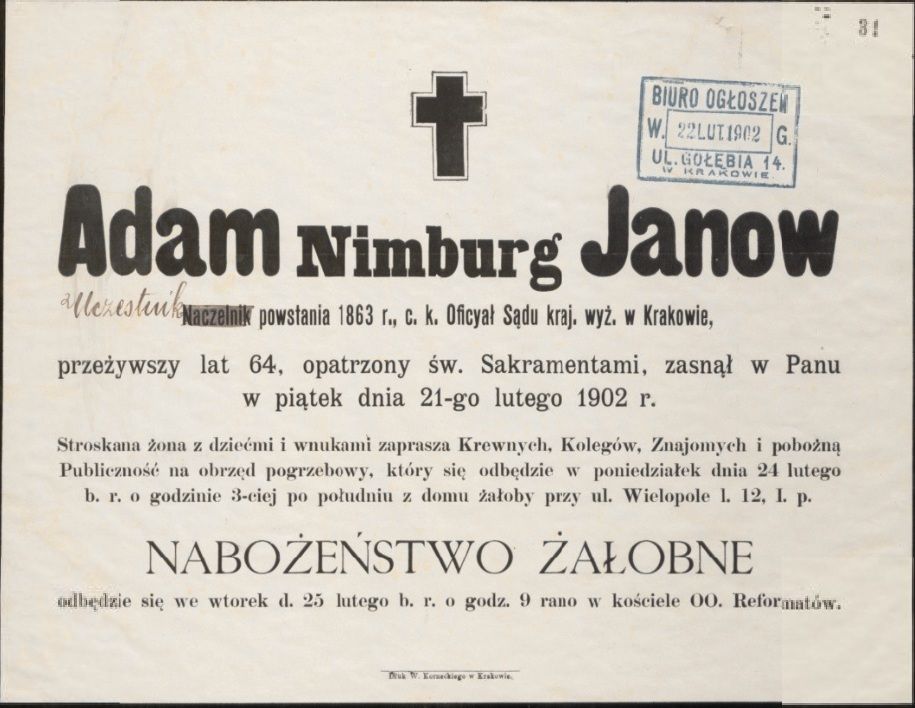 81
BIURO OGŁOSZEŃ
W. 22 LUT. 1902 G.
UL. GOŁĘBIA 14.
W KRAKOWIE.
Adam Nimburg Janow
Uczestnik
Naczelnik powstania 1863 r., c. k. Oficyał Sądu kraj. wyż. w Krakowie,
przeżywszy lat 64, opatrzony św. Sakramentami, zasnął w Panu
w piątek dnia 21-go lutego 1902 r.
Stroskana żona z dziećmi i wnukami zaprasza Krewnych, Kolegów, Znajomych i pobożną
Publiczność na obrzęd pogrzebowy, który się odbędzie w poniedziałek dnia 24 lutego
b. r. o godzinie 3-ciej po południu z domu żałoby przy ul. Wielopole l. 12, I. p.
NABOŻEŃSTWO ŻAŁOBNE
odbędzie się we wtorek d. 25 lutego b. r. o godz. 9 rano w kościele OO. Reformatów.
Druk W. Korneckiego w Krakowie.